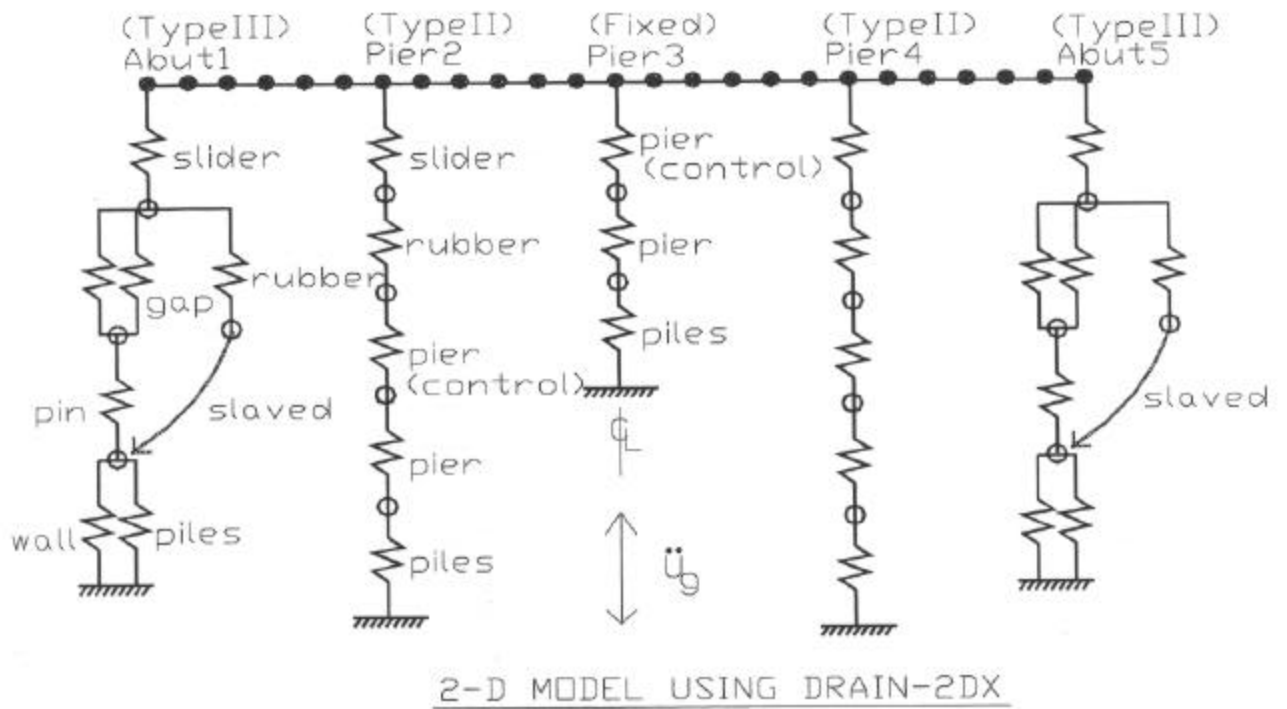 (TypeIII)
Abut1
(TypeII)
Pier2
(Fixed)
Pier3
(TypeII)
Pier4
(TypeIII)
Abut5
slider
gap
rubber
pin
slaved
wall
piles
slider
rubber
pier
(control)
pier
piles
pier
(control)
pier
piles
℄
üg
slaved
2-D MODEL USING DRAIN-2DX